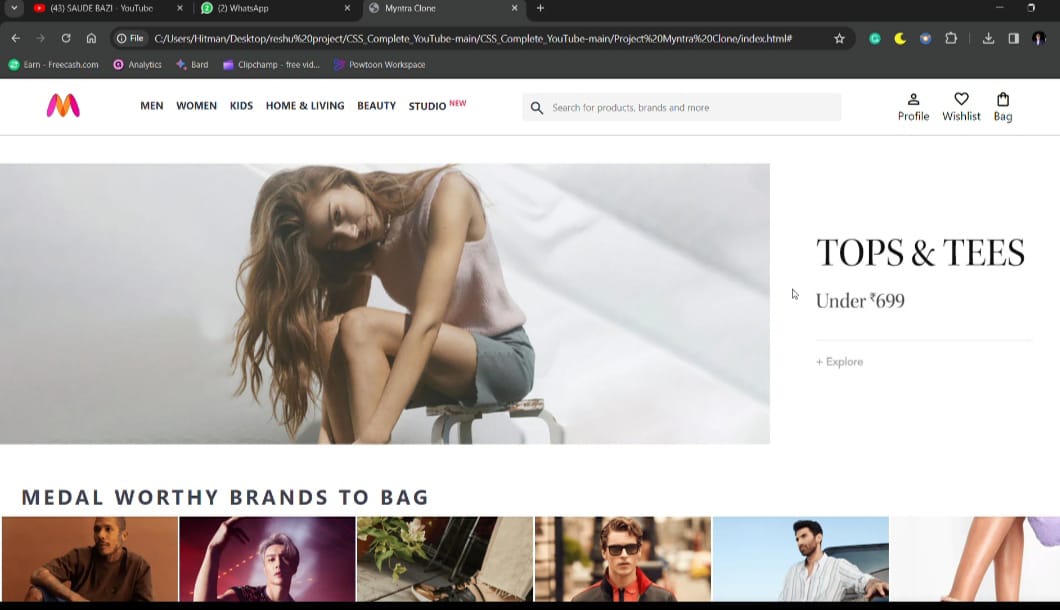 (43) SAUDE BAZI - YouTube
(2) WhatsApp
Myntra Clone
File
C:/Users/Hitman/Desktop/reshu%20project/CSS_Complete_YouTube-main/CSS_Complete_YouTube-main/Project%20Myntra%20Clone/index.html#
Earn - Freecash.com
Analytics
Bard
Clipchamp - free vid...
Powtoon Workspace
MEN WOMEN KIDS HOME & LIVING BEAUTY STUDIO NEW
Search for products, brands and more
Profile Wishlist Bag
TOPS & TEES
Under ₹699
+ Explore
MEDAL WORTHY BRANDS TO BAG